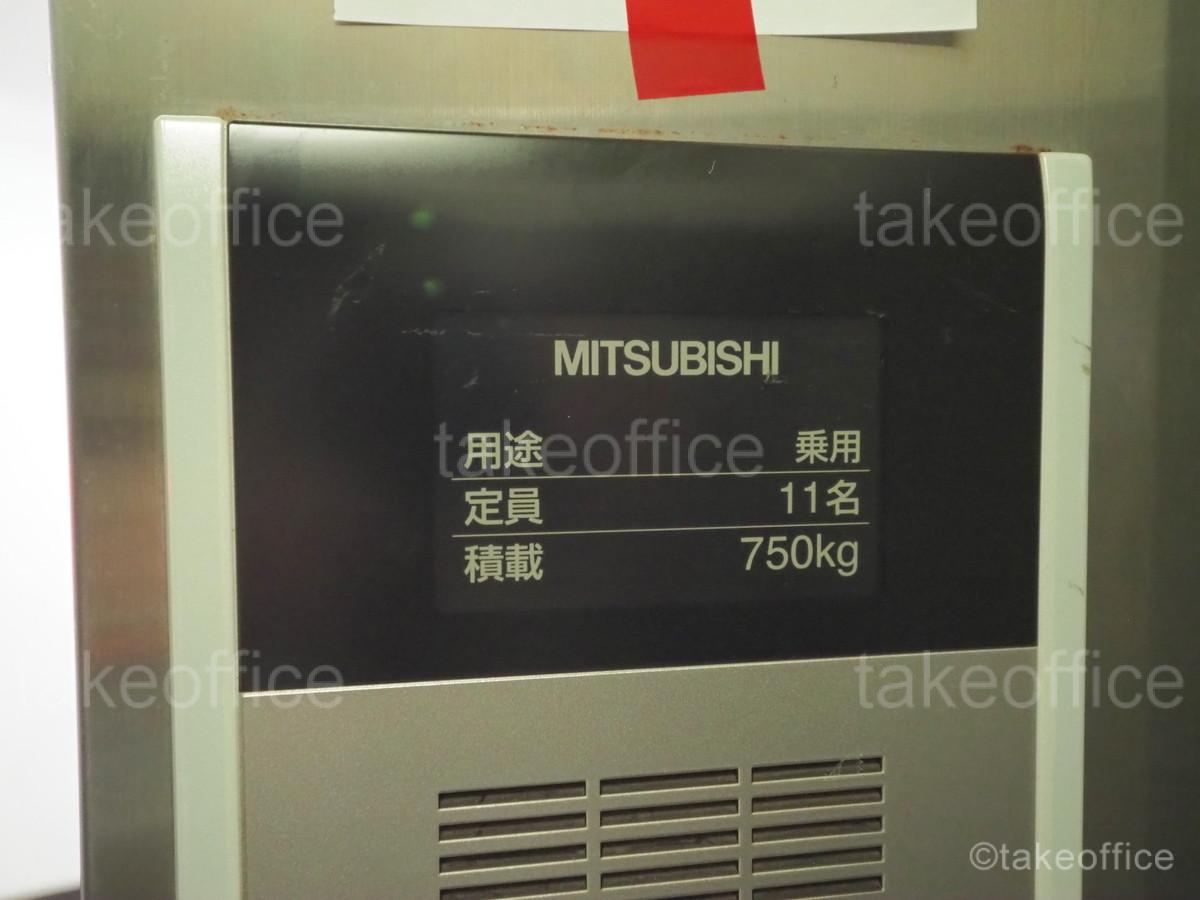 takeoffice takeoffice
MITSUBISHI
takeoffice
用途 乗用
定員 11名
積載 750kg
takeoffice takeoffice
©takeoffice